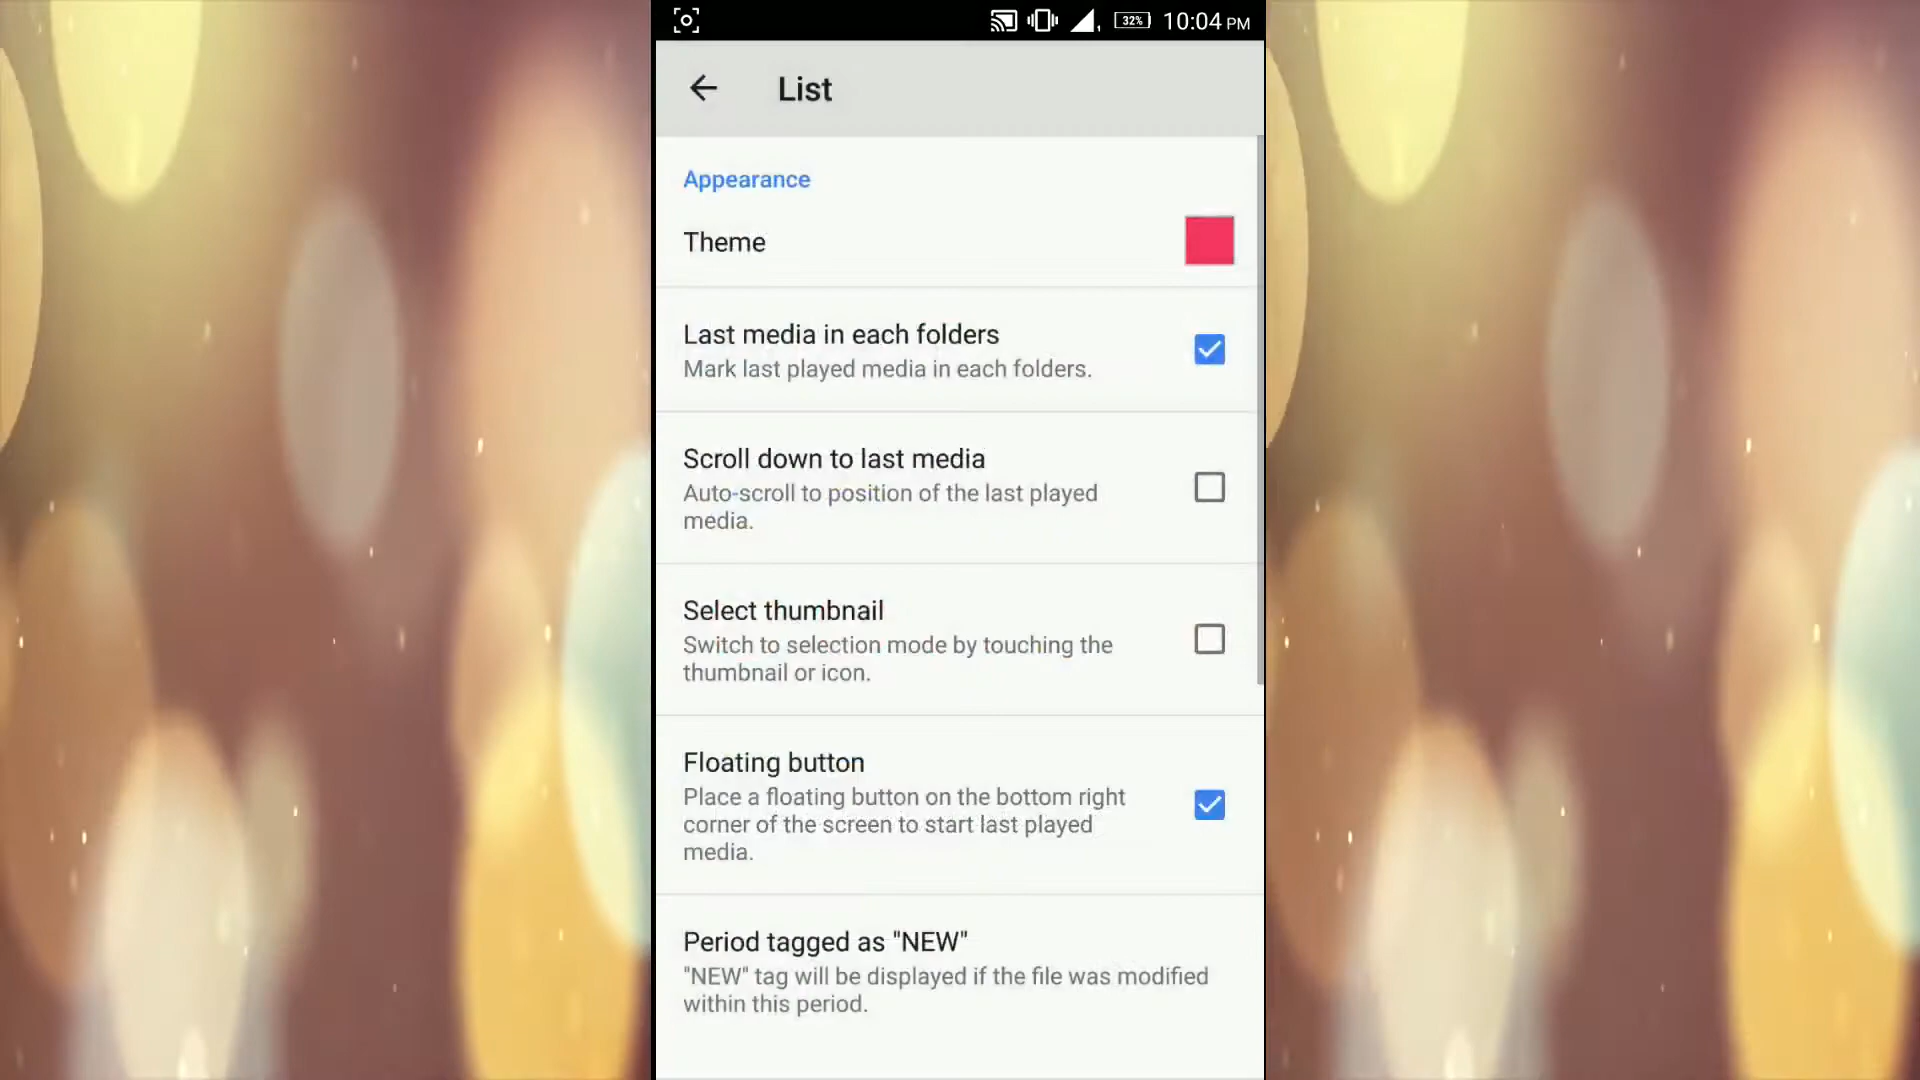 32%
10:04 PM
List
Appearance
Theme
Last media in each folders
Mark last played media in each folders.
Scroll down to last media
Auto-scroll to position of the last played
media.
Select thumbnail
Switch to selection mode by touching the
thumbnail or icon.
Floating button
Place a floating button on the bottom right
corner of the screen to start last played
media.
Period tagged as "NEW"
"NEW" tag will be displayed if the file was modified
within this period.